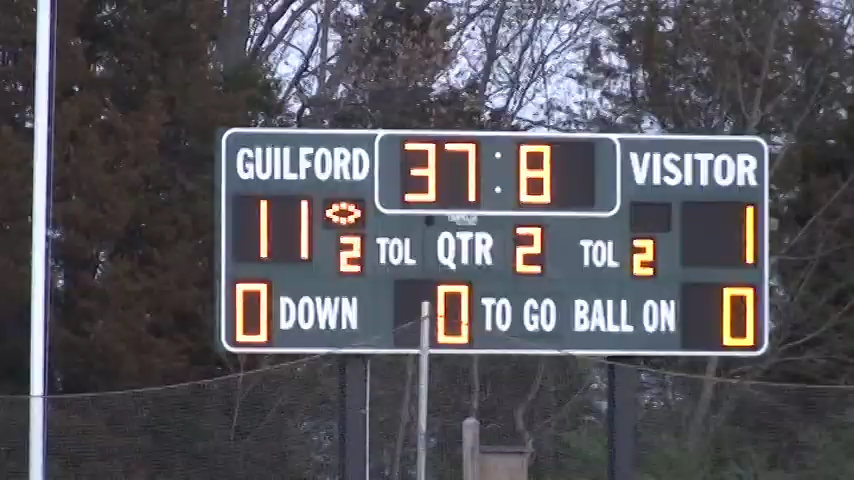 GUILFORD 37:8 VISITOR
11 2 TOL QTR 2 TOL 2 1
0 DOWN 0 TO GO BALL ON 0